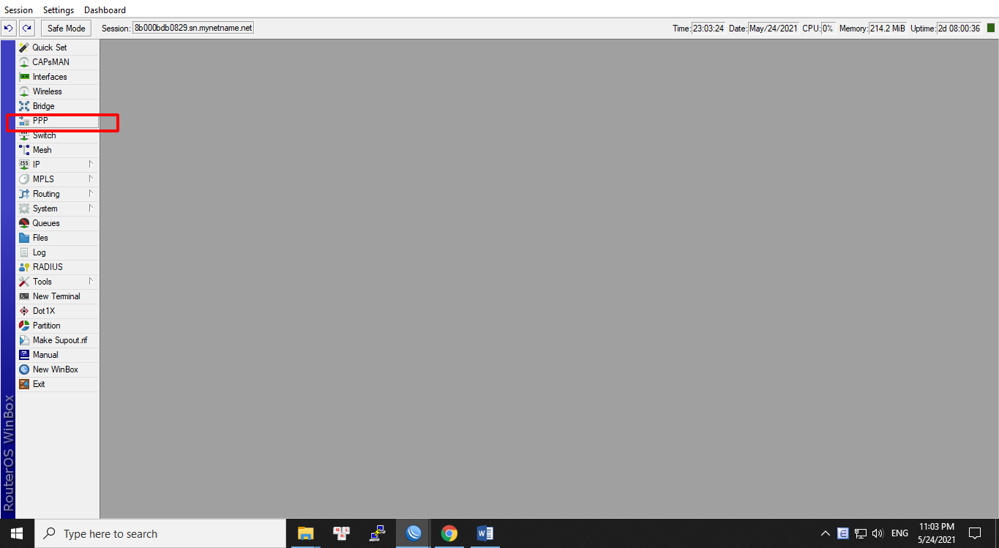 Session Settings Dashboard
Safe Mode Session: 8b000bdb0829.sn.mynetname.net Time: 23:03:24 Date: May/24/2021 CPU: 0% Memory: 214.2 MiB Uptime: 2d 08:00:36
Quick Set
CAPsMAN
Interfaces
Wireless
Bridge
PPP
Switch
Mesh
255 IP
MPLS
Routing
System
Queues
Files
Log
RADIUS
Tools
New Terminal
Dot1X
Partition
Make Supout.rif
Manual
New WinBox
Exit
RouterOS WinBox
Type here to search
ENG
11:03 PM
5/24/2021